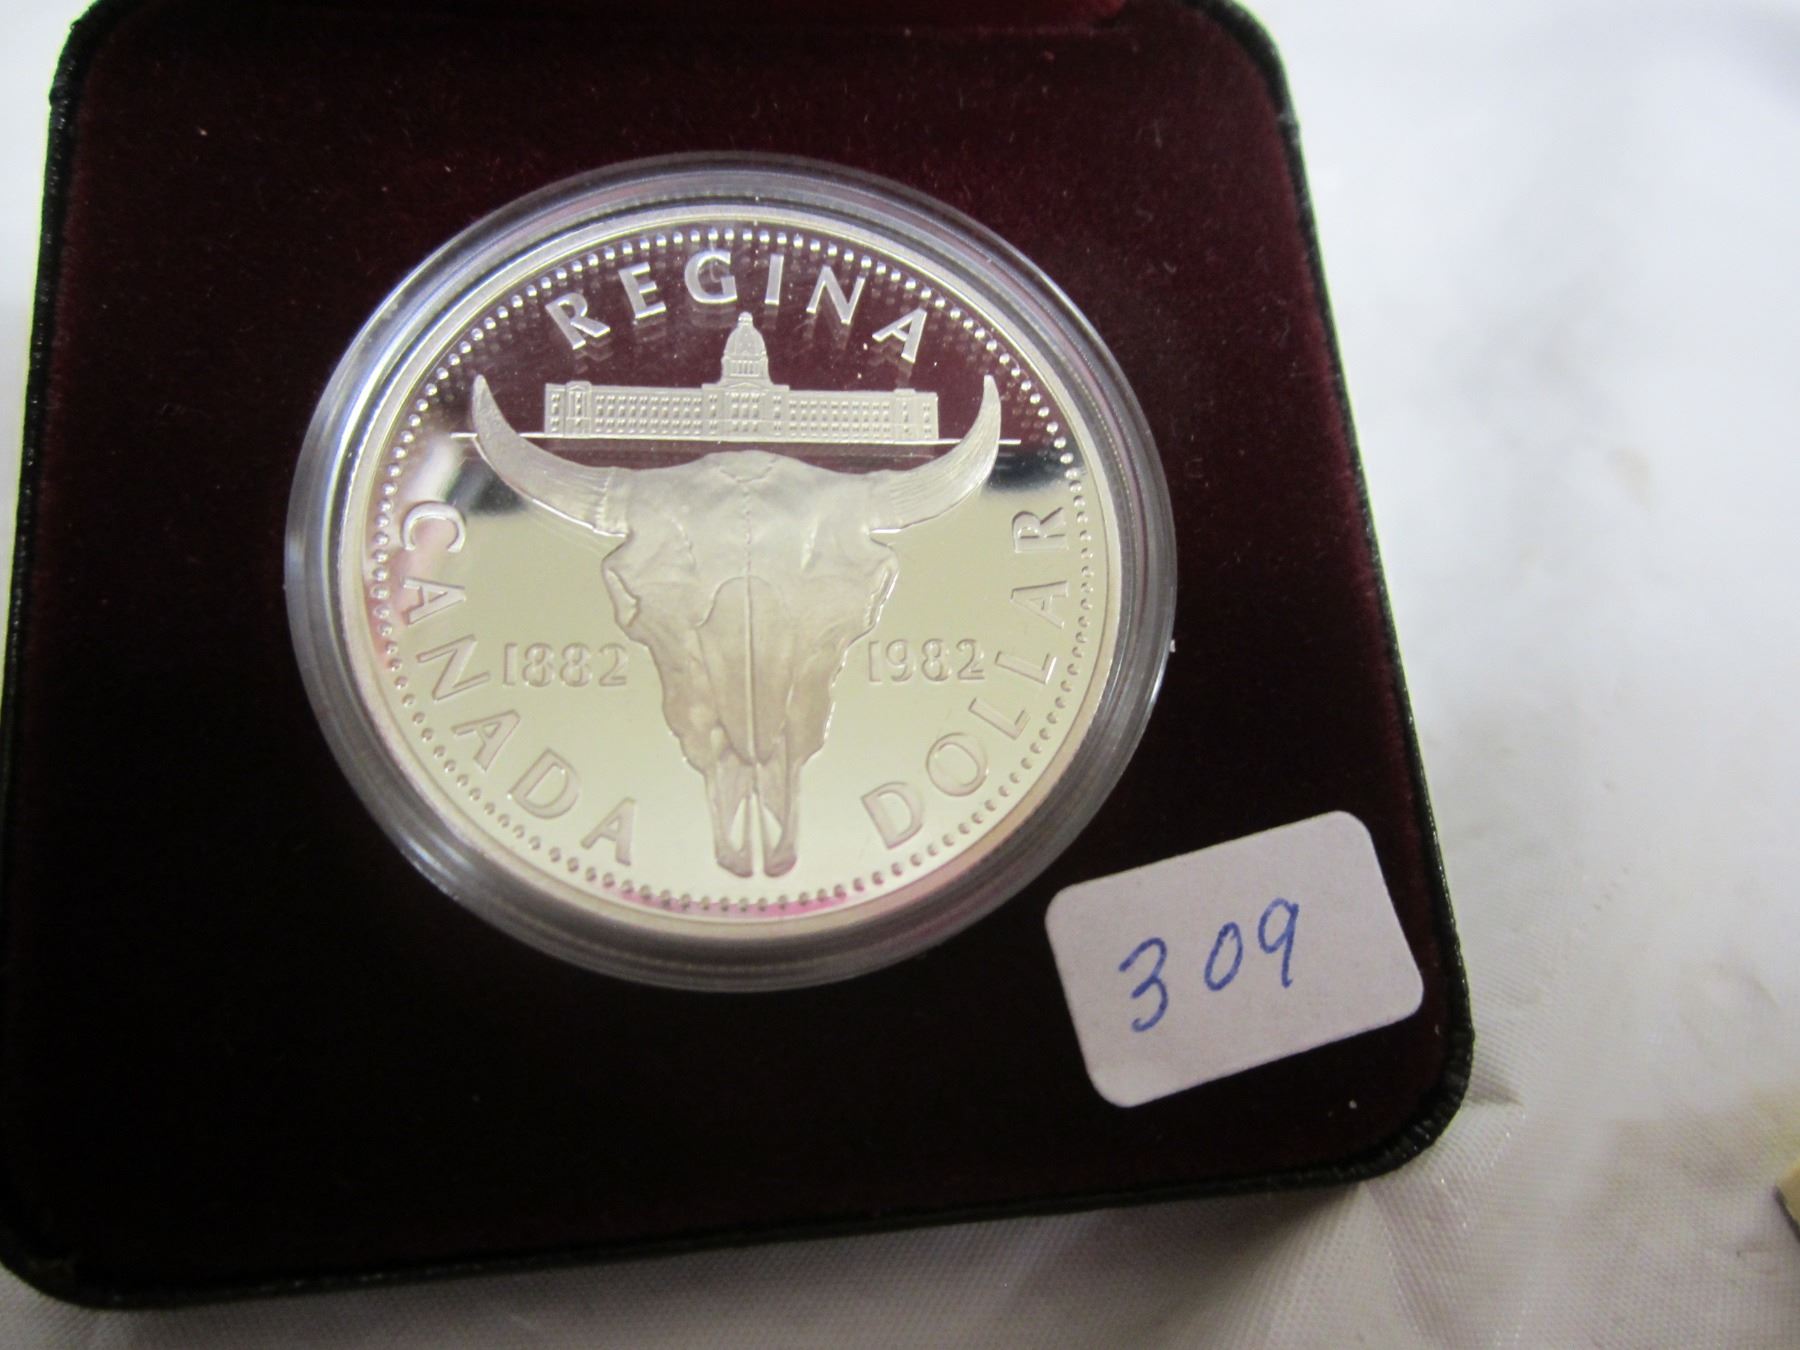 REGINA
CANADA
1882 1982
DOLLAR
309